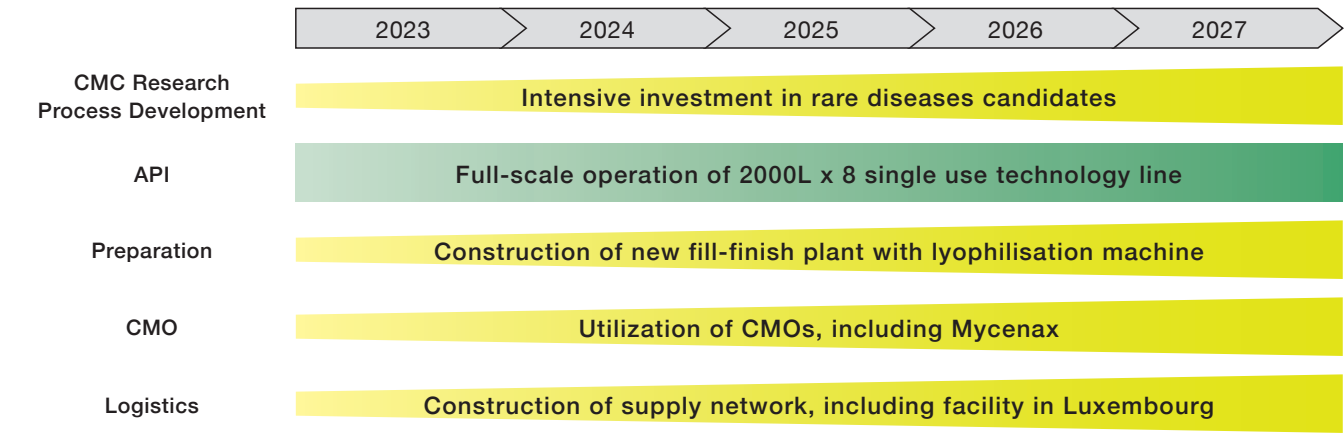 2023 2024 2025 2026 2027
CMC Research
Process Development
Intensive investment in rare diseases candidates
API
Full-scale operation of 2000L x 8 single use technology line
Preparation
Construction of new fill-finish plant with lyophilisation machine
CMO
Utilization of CMOs, including Mycenax
Logistics
Construction of supply network, including facility in Luxembourg